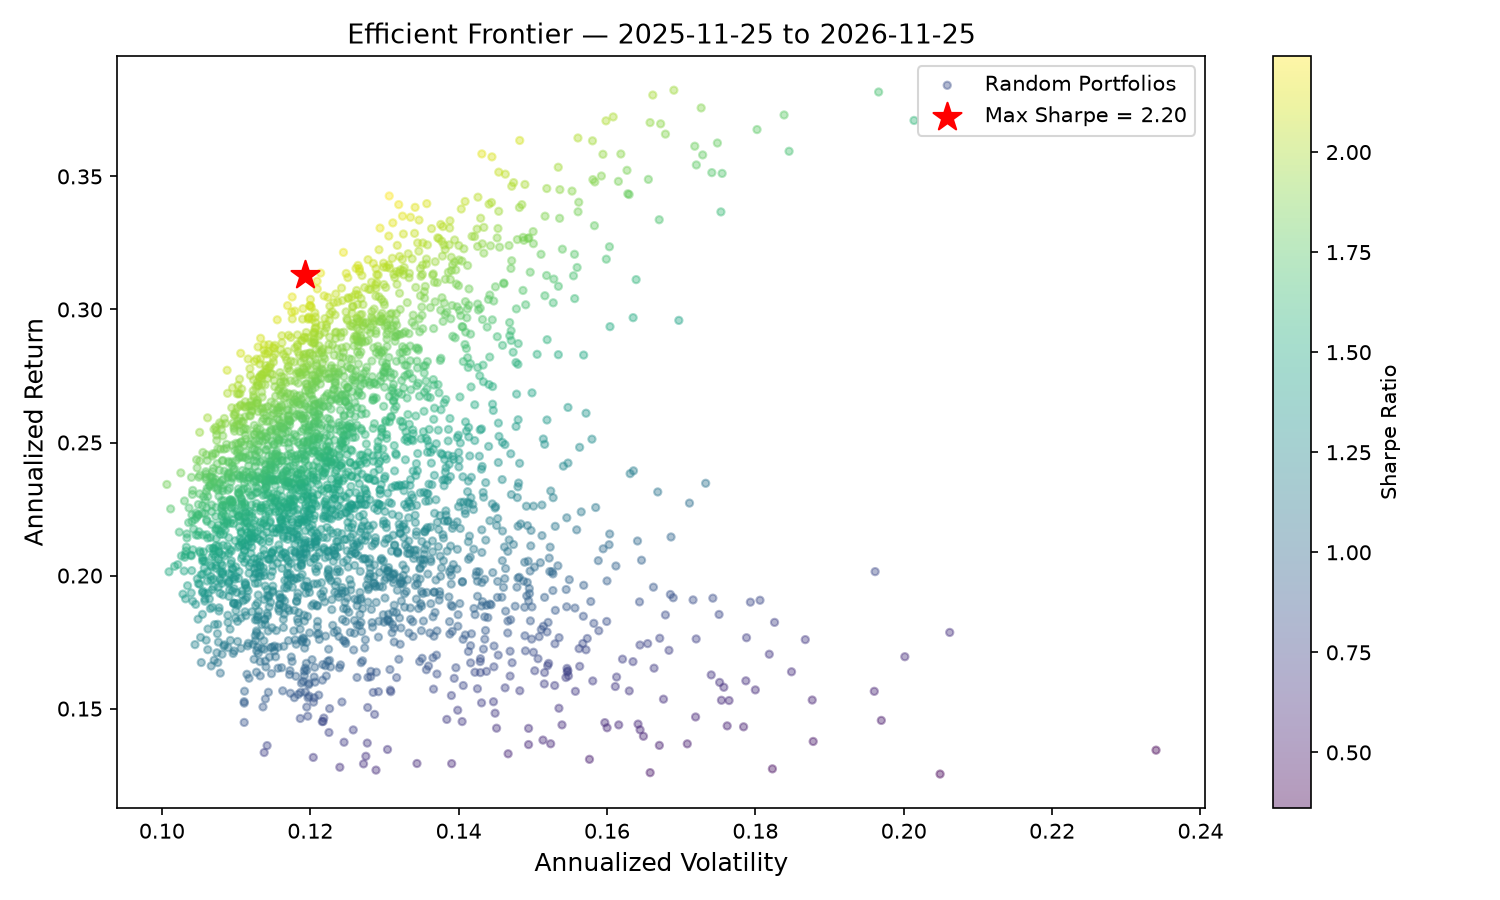 Efficient Frontier — 2025-11-25 to 2026-11-25
Random Portfolios
Max Sharpe = 2.20
Annualized Return
0.35
0.30
0.25
0.20
0.15
0.10 0.12 0.14 0.16 0.18 0.20 0.22 0.24
Annualized Volatility
2.00
1.75
1.50
1.25
1.00
0.75
0.50
Sharpe Ratio